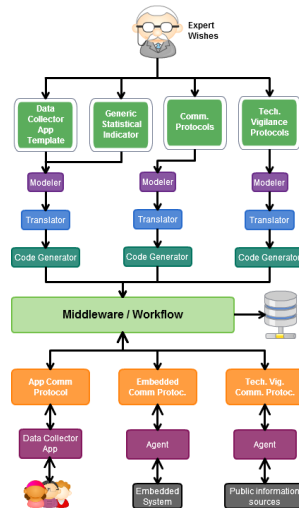 Expert
Wishes
Data
Collector
App
Template
Generic
Statistical
Indicator
Comm.
Protocols
Tech.
Vigilance
Protocols
Modeler
Modeler
Modeler
Translator
Translator
Translator
Code Generator
Code Generator
Code Generator
Middleware / Workflow
App Comm
Protocol
Embedded
Comm Protoc.
Tech. Vig.
Comm. Protoc.
Data Collector
App
Agent
Agent
Embedded
System
Public information
sources